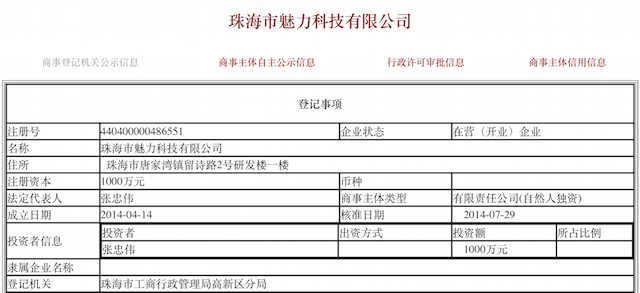 珠海市魅力科技有限公司
商事登记机关公示信息 商事主体自主公示信息 行政许可审批信息 商事主体信用信息
登记事项
注册号 440400000486551 企业状态 在营（开业）企业
名称 珠海市魅力科技有限公司
住所 珠海市唐家湾镇留诗路2号研发楼一楼
注册资本 1000万元 币种
法定代表人 张忠伟 商事主体类型 有限责任公司(自然人独资)
成立日期 2014-04-14 核准日期 2014-07-29
投资者信息 投资者 出资方式 投资额 所占比例
张忠伟 1000万元
隶属企业名称
登记机关 珠海市工商行政管理局高新区分局